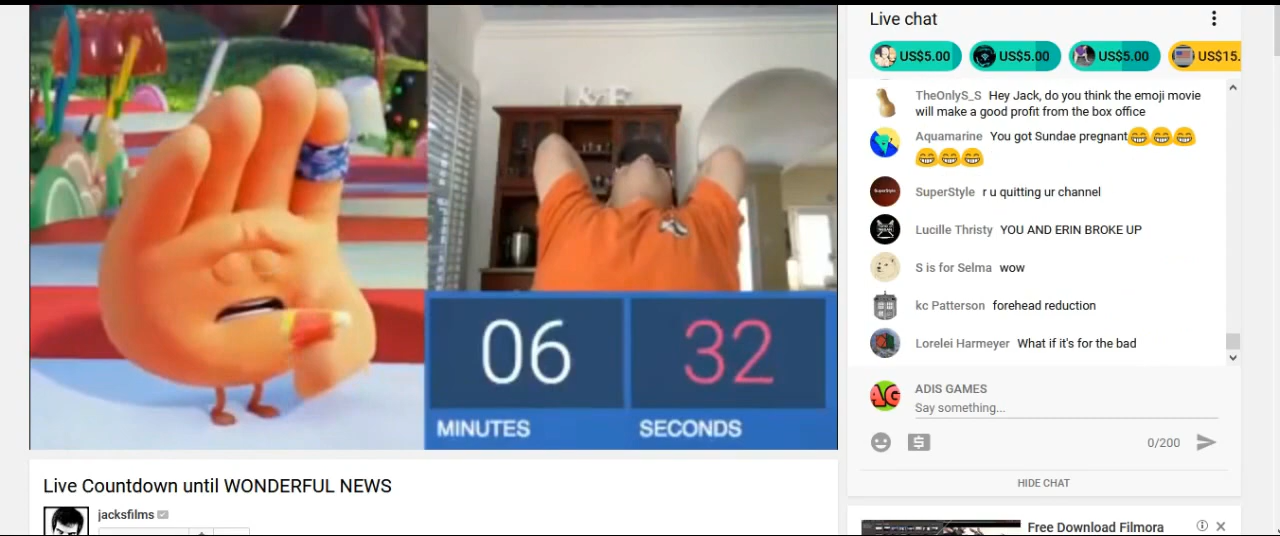 Live chat
US$5.00 US$5.00 US$5.00 US$15.
TheOnlyS_S Hey Jack, do you think the emoji movie
will make a good profit from the box office
Aquamarine You got Sundae pregnant😁😁😁
😁😁😁
SuperStyle r u quitting ur channel
Lucille Thristy YOU AND ERIN BROKE UP
S is for Selma wow
kc Patterson forehead reduction
Lorelei Harmeyer What if it's for the bad
ADIS GAMES
Say something...
0/200
HIDE CHAT
L&E
06 32
MINUTES SECONDS
Live Countdown until WONDERFUL NEWS
jacksfilms
AG
Free Download Filmora